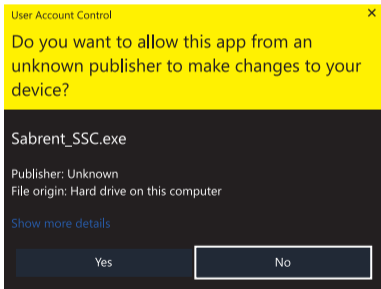 User Account Control
Do you want to allow this app from an
unknown publisher to make changes to your
device?
Sabrent_SSC.exe
Publisher: Unknown
File origin: Hard drive on this computer
Show more details
Yes
No